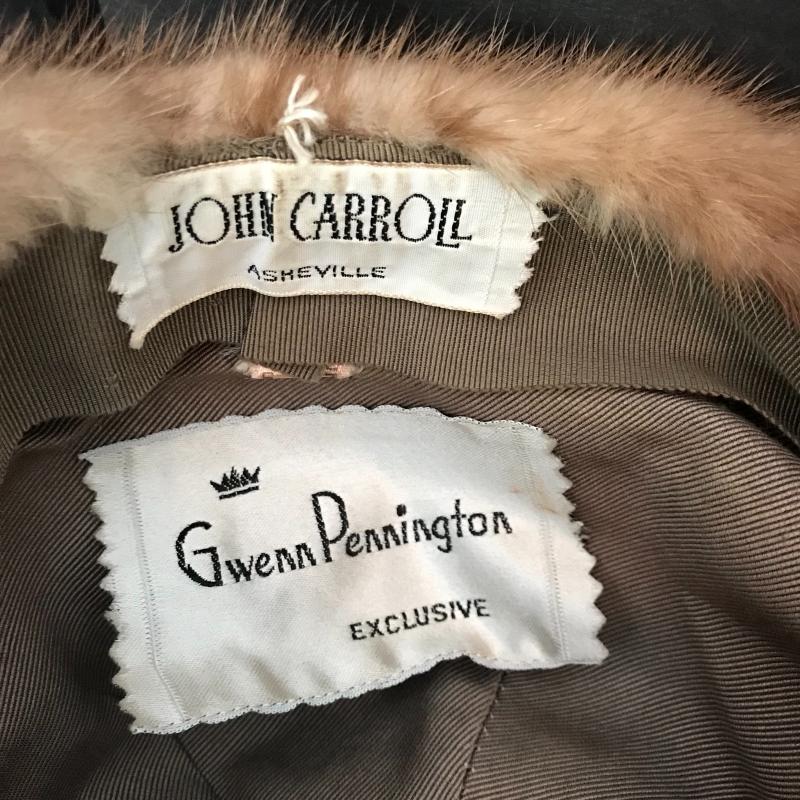 JOHN CARROLL
ASHEVILLE
Gwenn Pennington
EXCLUSIVE